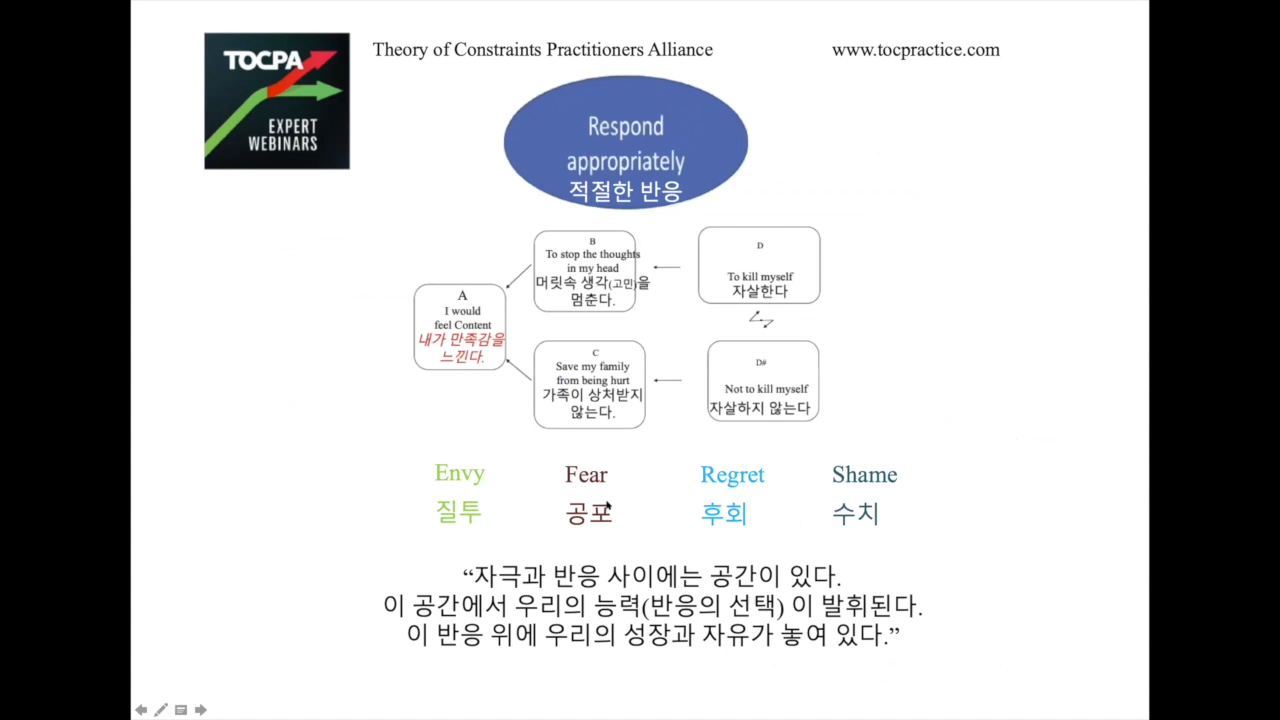 TOCPA
EXPERT
WEBINARS
Theory of Constraints Practitioners Alliance
www.tocpractice.com
Respond
appropriately
적절한 반응
B
To stop the thoughts
in my head
머릿속 생각(고민)을
멈춘다.
D
To kill myself
자살한다
A
I would
feel Content
내가 만족감을
느낀다.
C
Save my family
from being hurt
가족이 상처받지
않는다.
D#
Not to kill myself
자살하지 않는다
Envy
Fear
Regret
Shame
질투
공포
후회
수치
“자극과 반응 사이에는 공간이 있다.
이 공간에서 우리의 능력(반응의 선택) 이 발휘된다.
이 반응 위에 우리의 성장과 자유가 놓여 있다.”